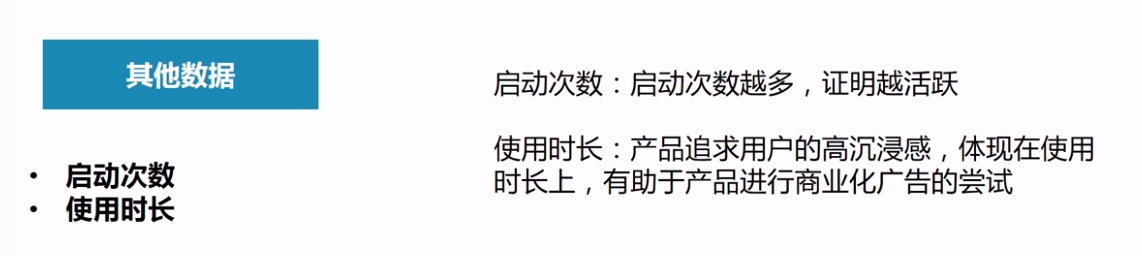 其他数据
• 启动次数
• 使用时长
启动次数：启动次数越多，证明越活跃
使用时长：产品追求用户的高沉浸感，体现在使用
时长上，有助于产品进行商业化广告的尝试